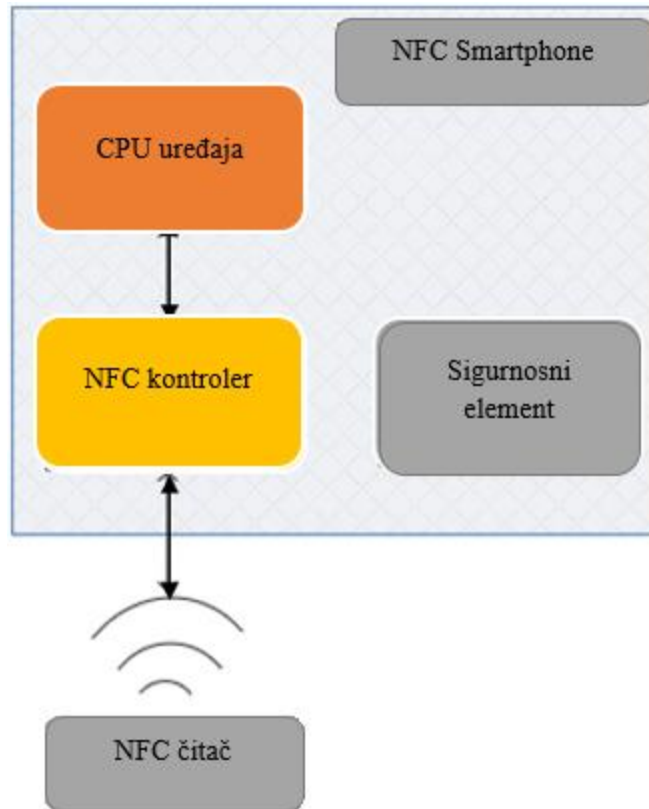 NFC Smartphone
CPU uređaja
NFC kontroler
Sigurnosni
element
NFC čitač